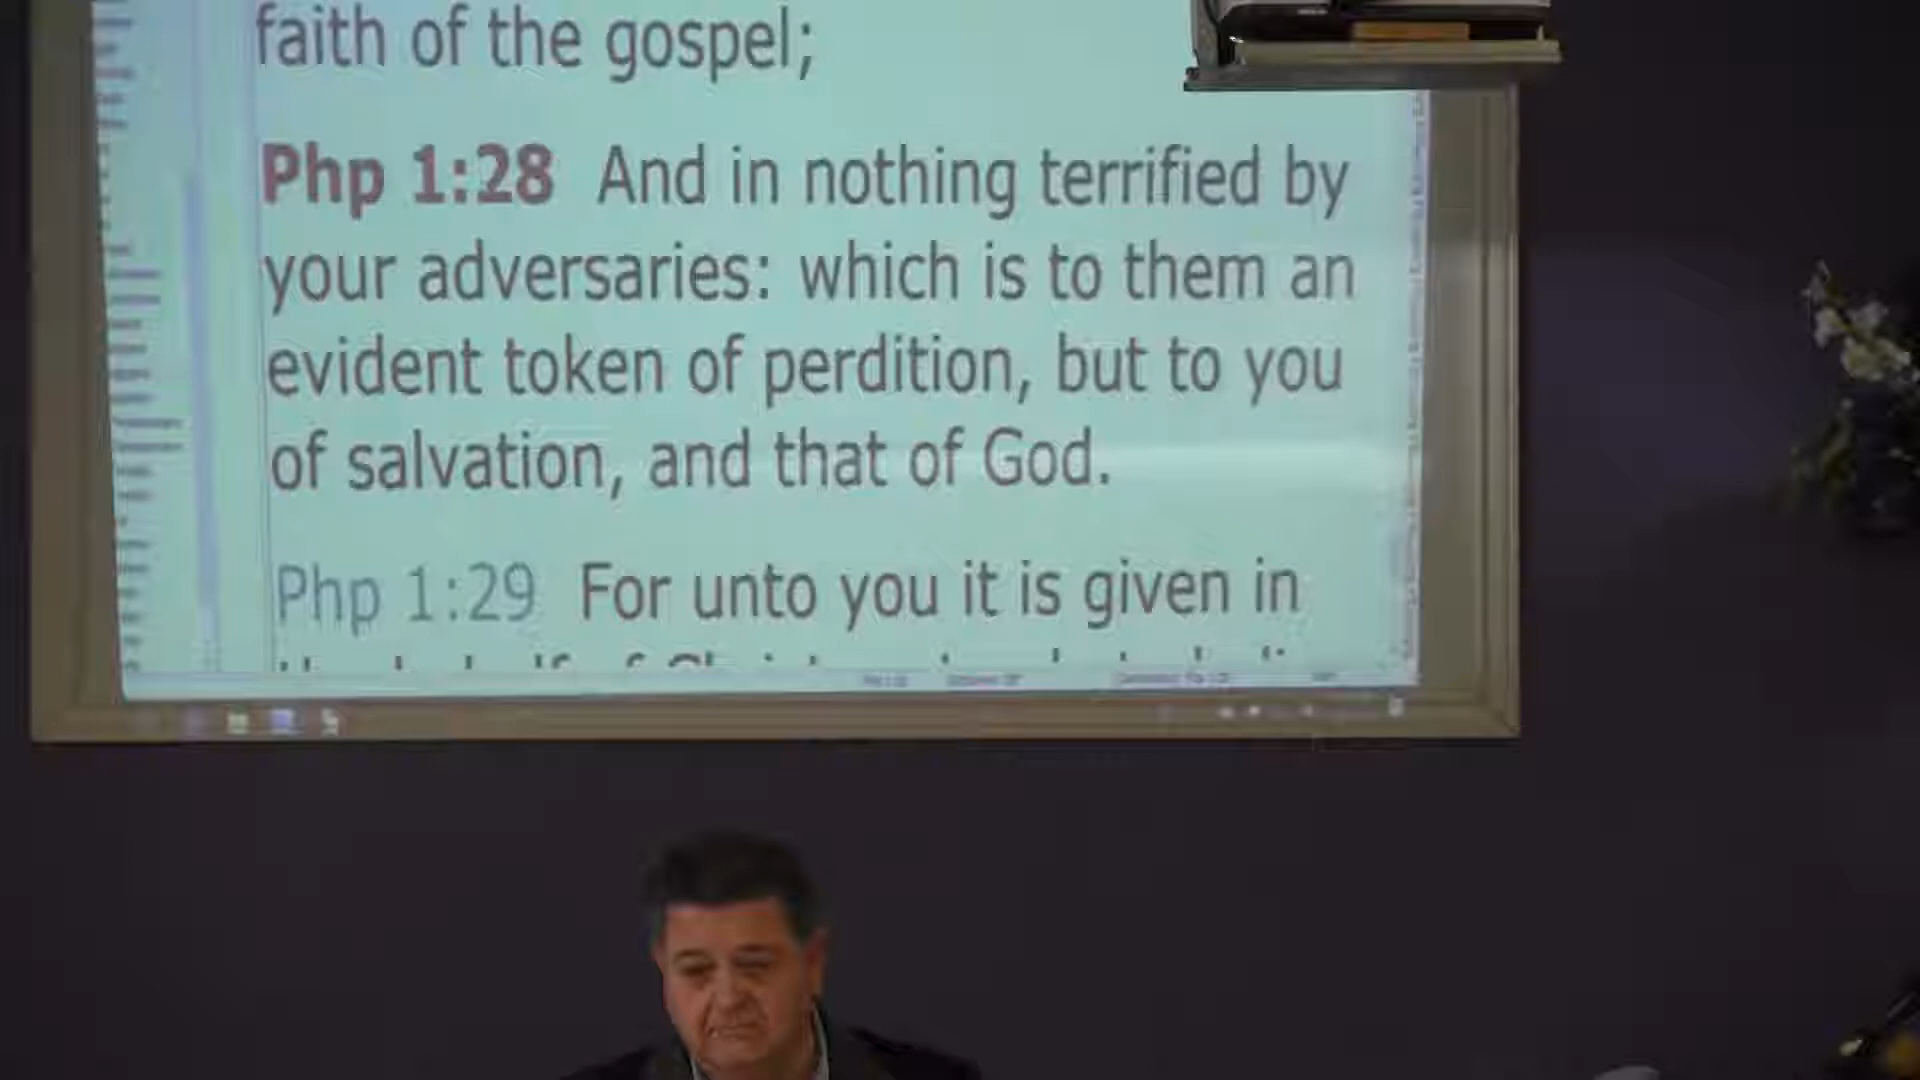 faith of the gospel;
Php 1:28 And in nothing terrified by
your adversaries: which is to them an
evident token of perdition, but to you
of salvation, and that of God.
Php 1:29 For unto you it is given in